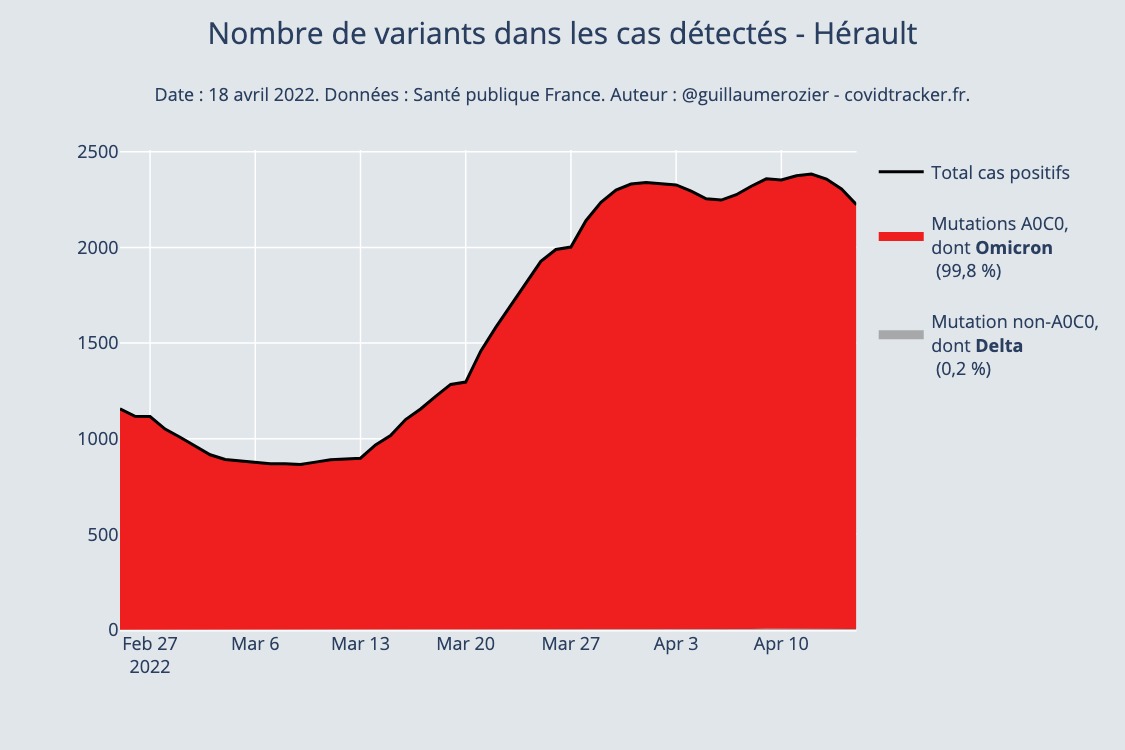 Nombre de variants dans les cas détectés - Hérault
Date : 18 avril 2022. Données : Santé publique France. Auteur : @guillaumerozier - covidtracker.fr.
2500
2000
1500
1000
500
0
Feb 27
2022
Mar 6
Mar 13
Mar 20
Mar 27
Apr 3
Apr 10
Total cas positifs
Mutations A0C0,
dont Omicron
(99,8 %)
Mutation non-A0C0,
dont Delta
(0,2 %)